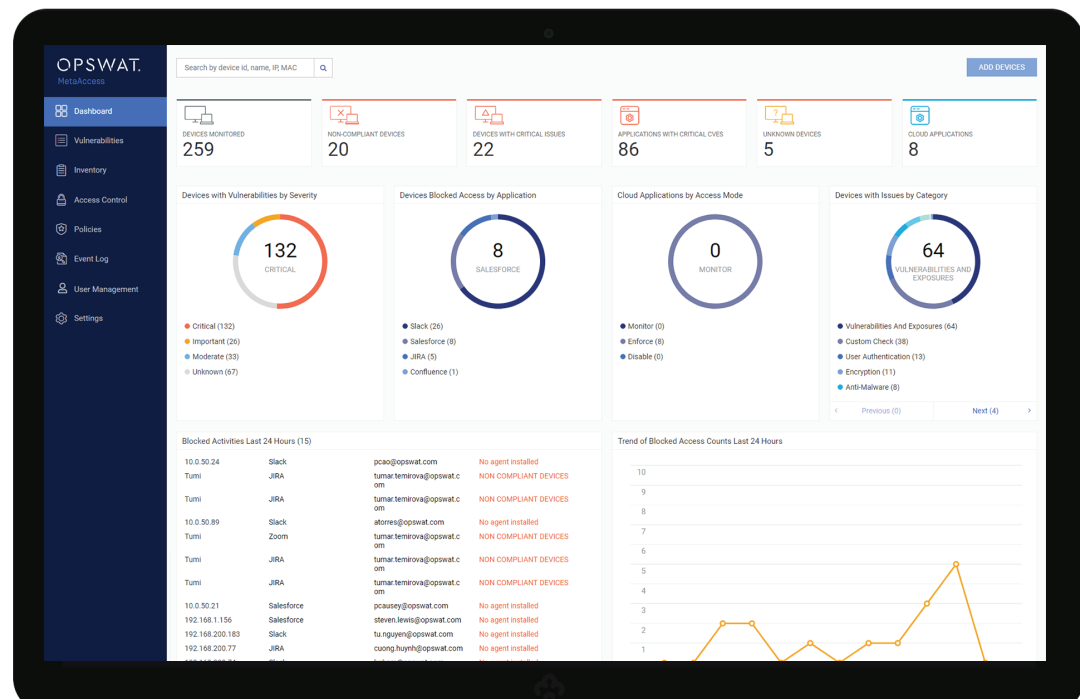 OPSWAT.
MetaAccess
Dashboard
Vulnerabilities
Inventory
Access Control
Policies
Event Log
User Management
Settings
Search by device id, name, IP, MAC
ADD DEVICES
DEVICES MONITORED
259
NON-COMPLIANT DEVICES
20
DEVICES WITH CRITICAL ISSUES
22
APPLICATIONS WITH CRITICAL CVES
86
UNKNOWN DEVICES
5
CLOUD APPLICATIONS
8
Devices with Vulnerabilities by Severity
132
CRITICAL
Critical (132)
Important (26)
Moderate (33)
Unknown (67)
Devices Blocked Access by Application
8
SALESFORCE
Slack (26)
Salesforce (8)
JIRA (5)
Confluence (1)
Cloud Applications by Access Mode
0
MONITOR
Monitor (0)
Enforce (8)
Disable (0)
Devices with Issues by Category
64
VULNERABILITIES AND
EXPOSURES
Vulnerabilities And Exposures (64)
Custom Check (38)
User Authentication (13)
Encryption (11)
Anti-Malware (8)
Previous (0)
Next (4)
Blocked Activities Last 24 Hours (15)
10.0.50.24 Slack pcao@opswat.com No agent installed
Tumi JIRA tumar.temirova@opswat.c NON COMPLIANT DEVICES
om
Tumi JIRA tumar.temirova@opswat.c NON COMPLIANT DEVICES
om
10.0.50.89 Slack atorres@opswat.com No agent installed
Tumi Zoom tumar.temirova@opswat.c NON COMPLIANT DEVICES
om
Tumi JIRA tumar.temirova@opswat.c NON COMPLIANT DEVICES
om
Tumi JIRA tumar.temirova@opswat.c NON COMPLIANT DEVICES
om
10.0.50.21 Salesforce pcausey@opswat.com No agent installed
192.168.1.156 Salesforce steven.lewis@opswat.com No agent installed
192.168.200.183 Slack tu.nguyen@opswat.com No agent installed
192.168.200.77 JIRA cuong.huynh@opswat.com No agent installed
Trend of Blocked Access Counts Last 24 Hours
10
9
8
7
6
5
4
3
2
1